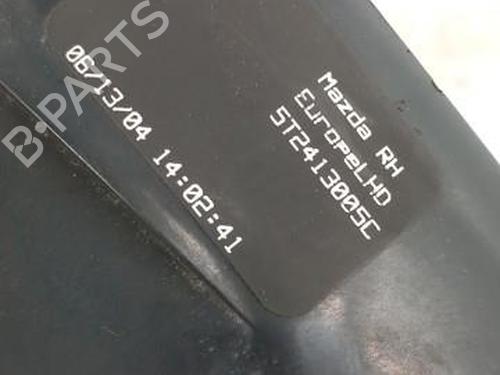 Mazda RH
EuropeLHD
5T2413005C
06/13/04 14:02:41
B-PARTS